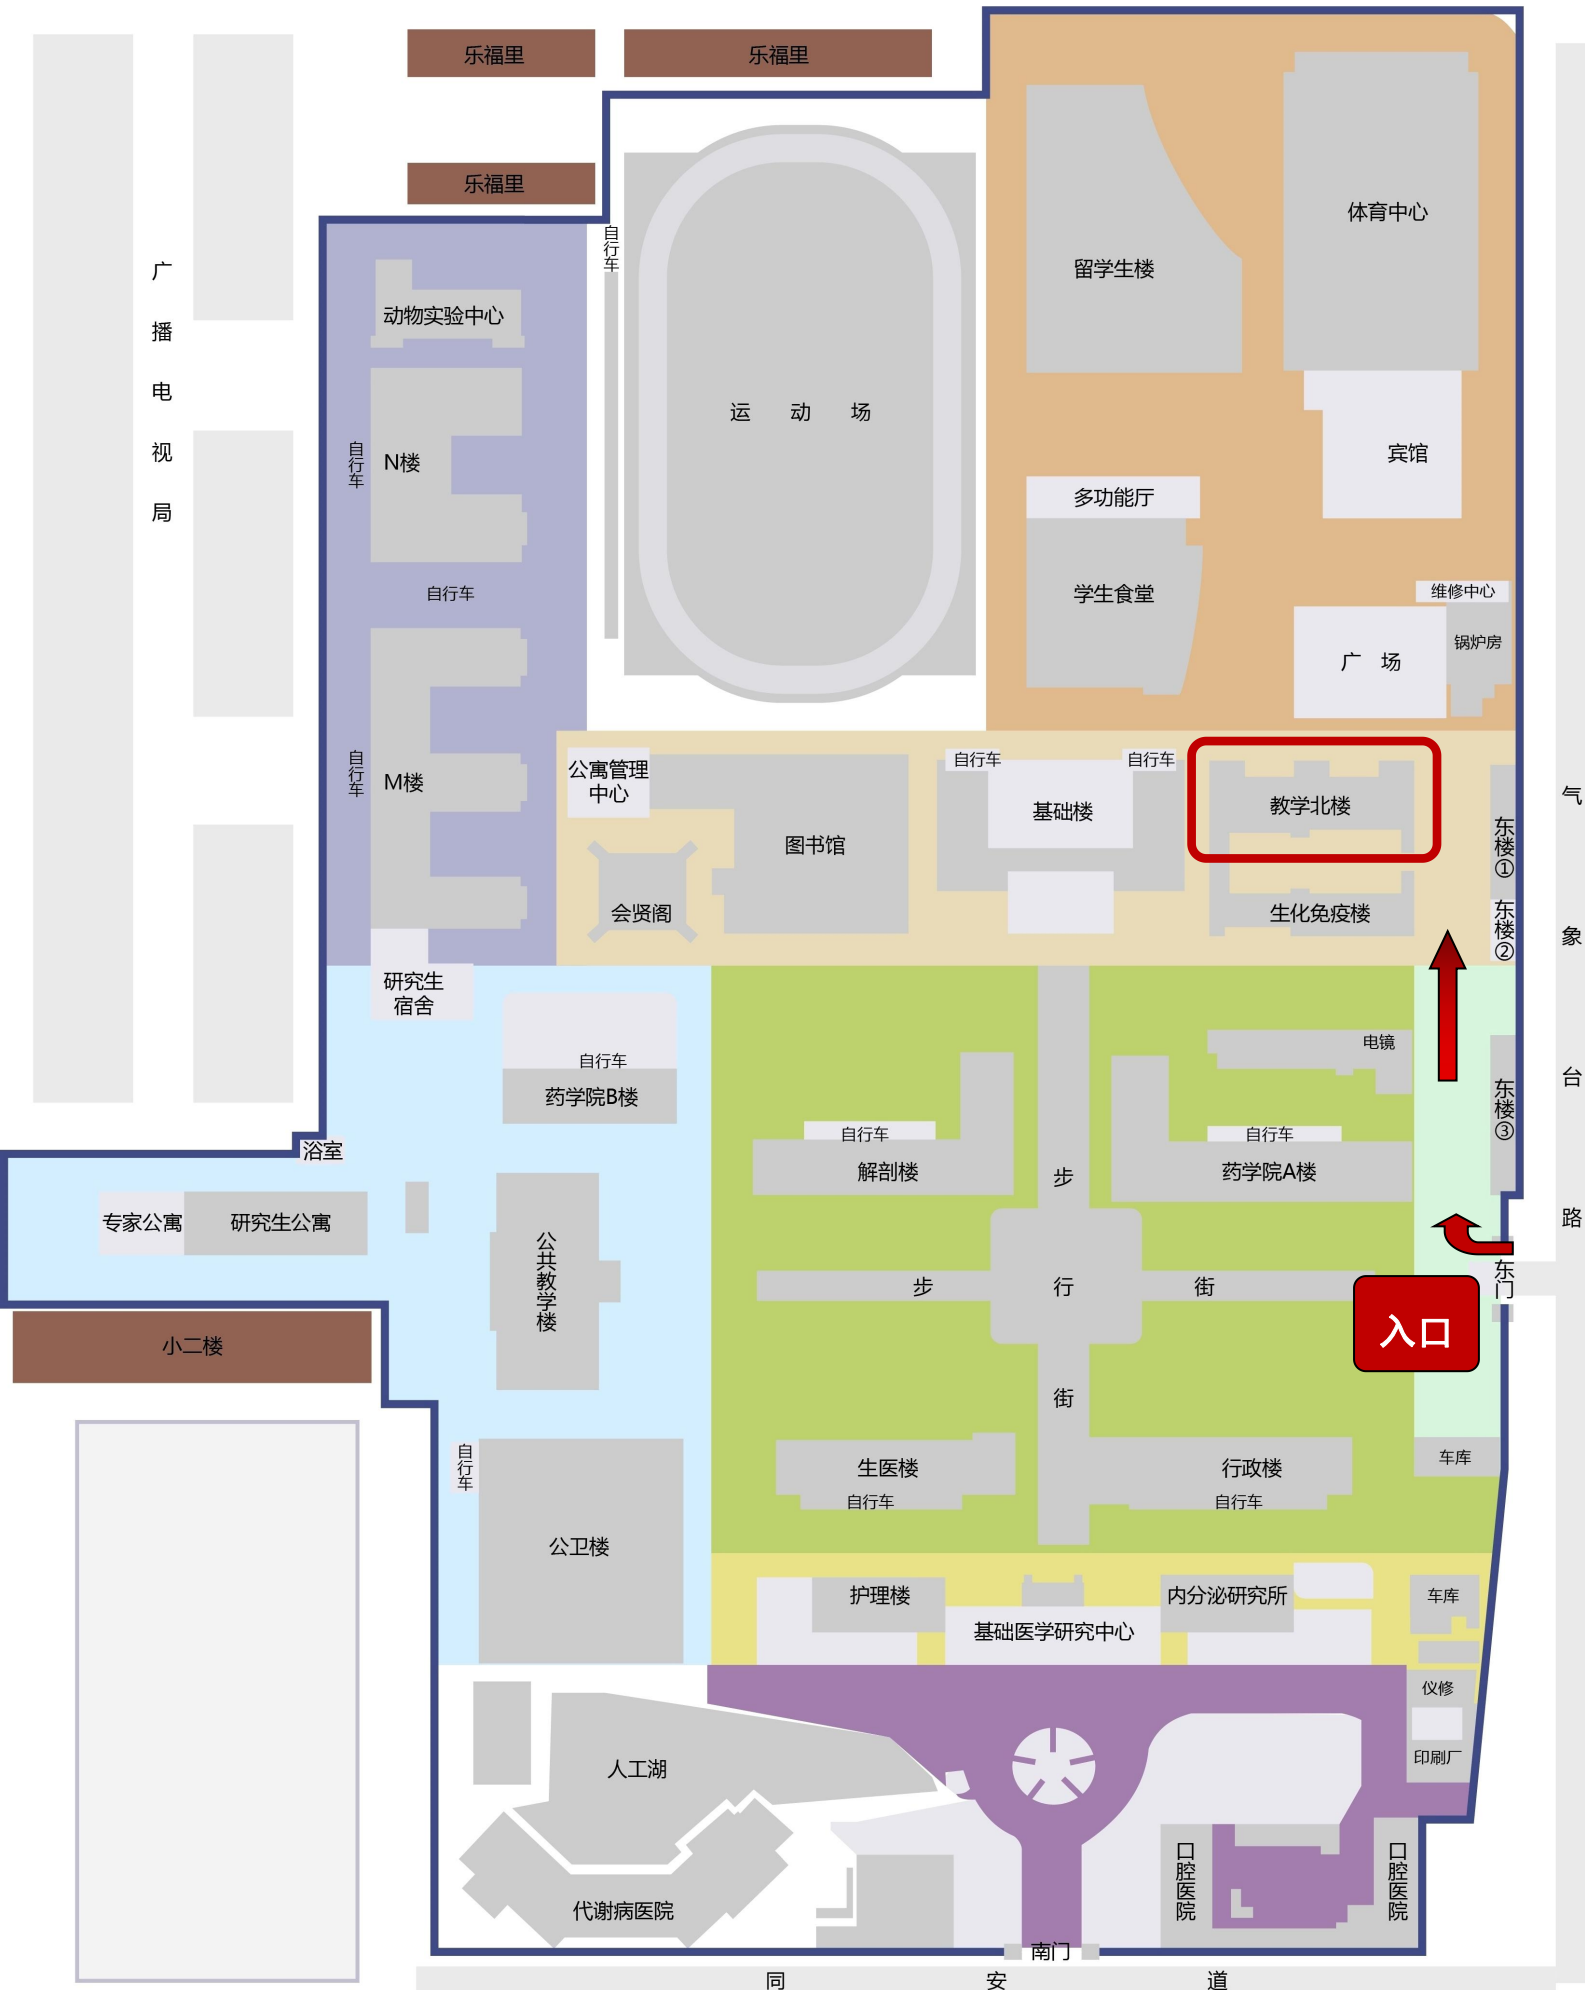 乐福里
乐福里
乐福里
广播电视局
自行车
体育中心
留学生楼
动物实验中心
运 动 场
N楼
自行车
宾馆
多功能厅
自行车
学生食堂
维修中心
锅炉房
广 场
M楼
自行车
公寓管理
中心
自行车
自行车
基础楼
教学北楼
图书馆
东楼①
会贤阁
生化免疫楼
东楼②
研究生
宿舍
自行车
药学院B楼
电镜
东楼③
浴室
自行车
解剖楼
自行车
药学院A楼
步
专家公寓
研究生公寓
公共教学楼
步 行 街
东门
入口
小二楼
街
自行车
生医楼
自行车
行政楼
自行车
车库
公卫楼
护理楼
内分泌研究所
车库
基础医学研究中心
仪修
印刷厂
人工湖
口腔医院
口腔医院
代谢病医院
南门
同 安 道
气象台路